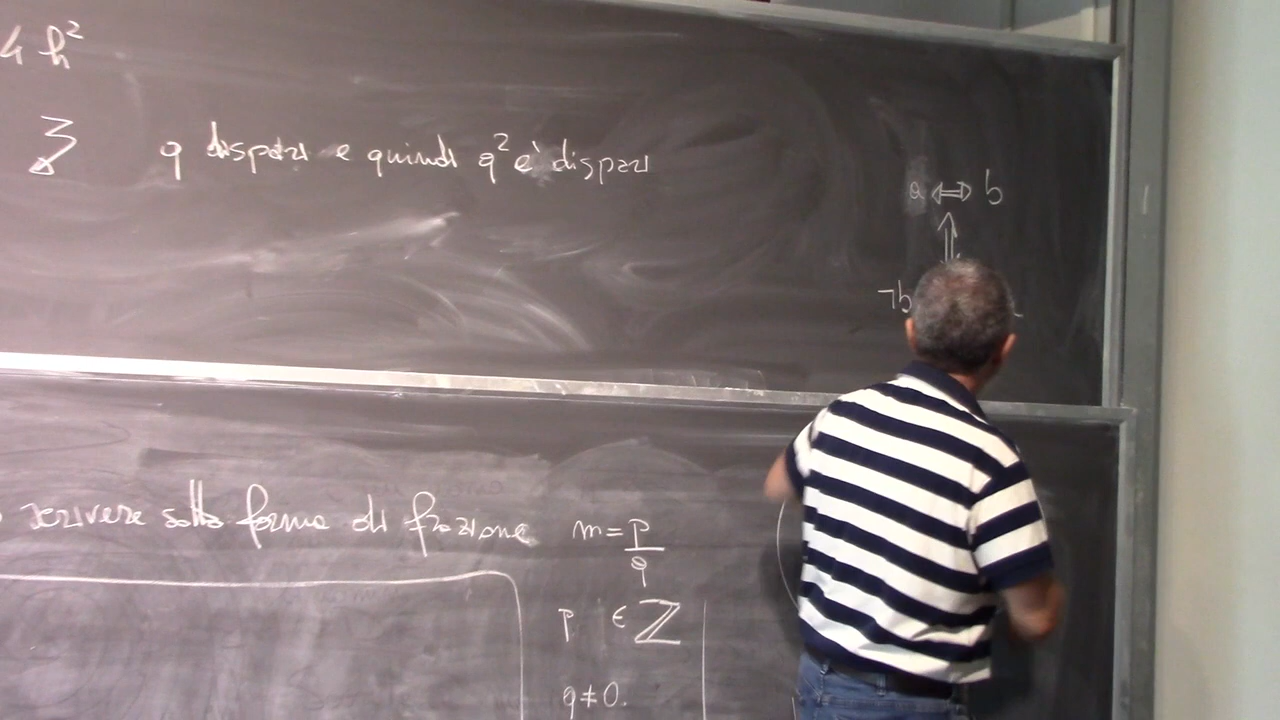 4 h²
q dispari e quindi q² è dispari
a ⇔ b
⇕
¬b
scrivere sotto forma di frazione m = p/q
p ∈ ℤ
q ≠ 0.